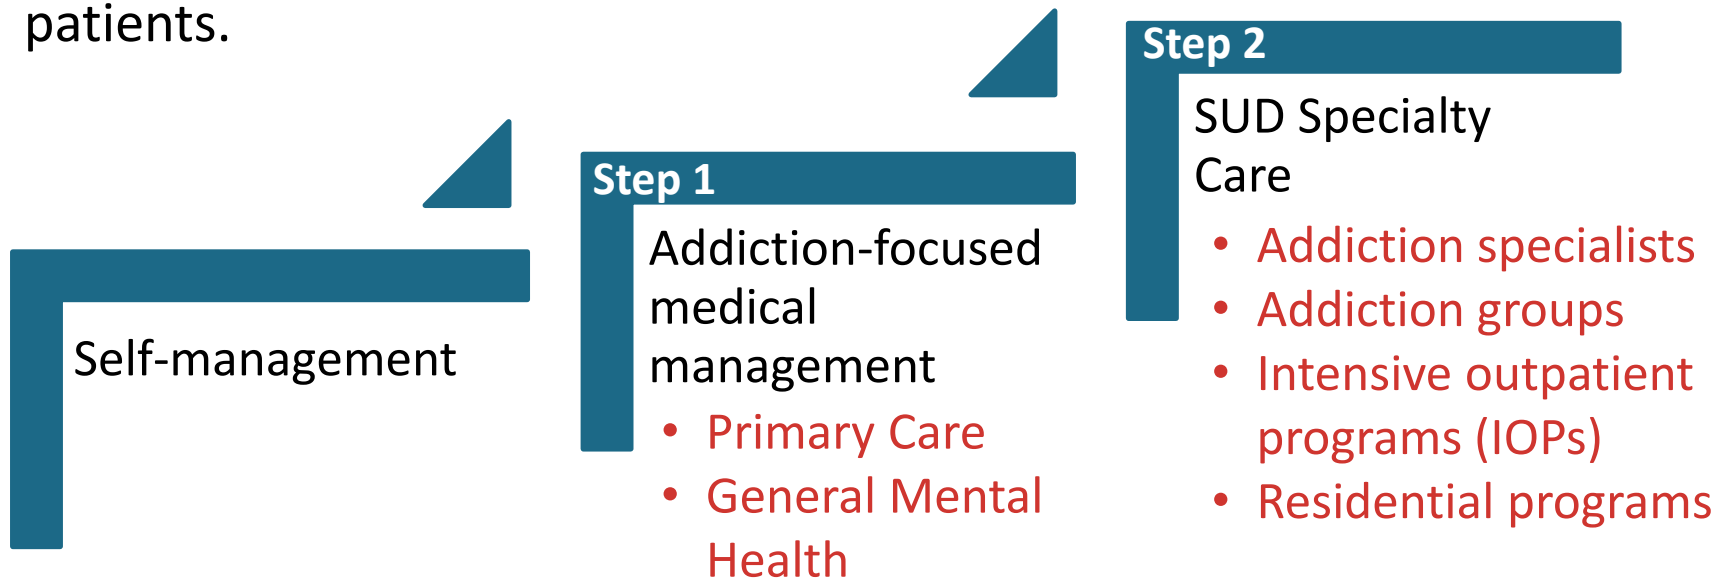 patients.
Self-management
Step 1
Addiction-focused
medical
management
• Primary Care
• General Mental
Health
Step 2
SUD Specialty
Care
• Addiction specialists
• Addiction groups
• Intensive outpatient
programs (IOPs)
• Residential programs